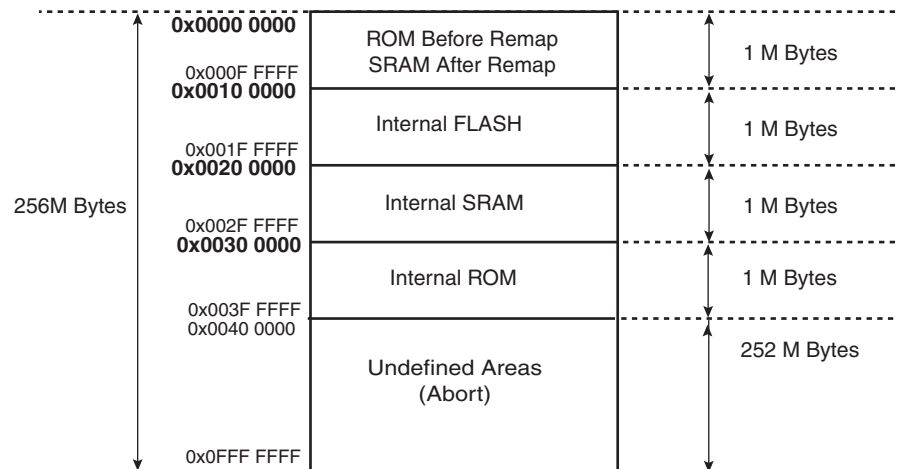 0x0000 0000
ROM Before Remap
SRAM After Remap
1 M Bytes
0x000F FFFF
0x0010 0000
Internal FLASH
1 M Bytes
0x001F FFFF
0x0020 0000
256M Bytes
Internal SRAM
1 M Bytes
0x002F FFFF
0x0030 0000
Internal ROM
1 M Bytes
0x003F FFFF
0x0040 0000
252 M Bytes
Undefined Areas
(Abort)
0x0FFF FFFF